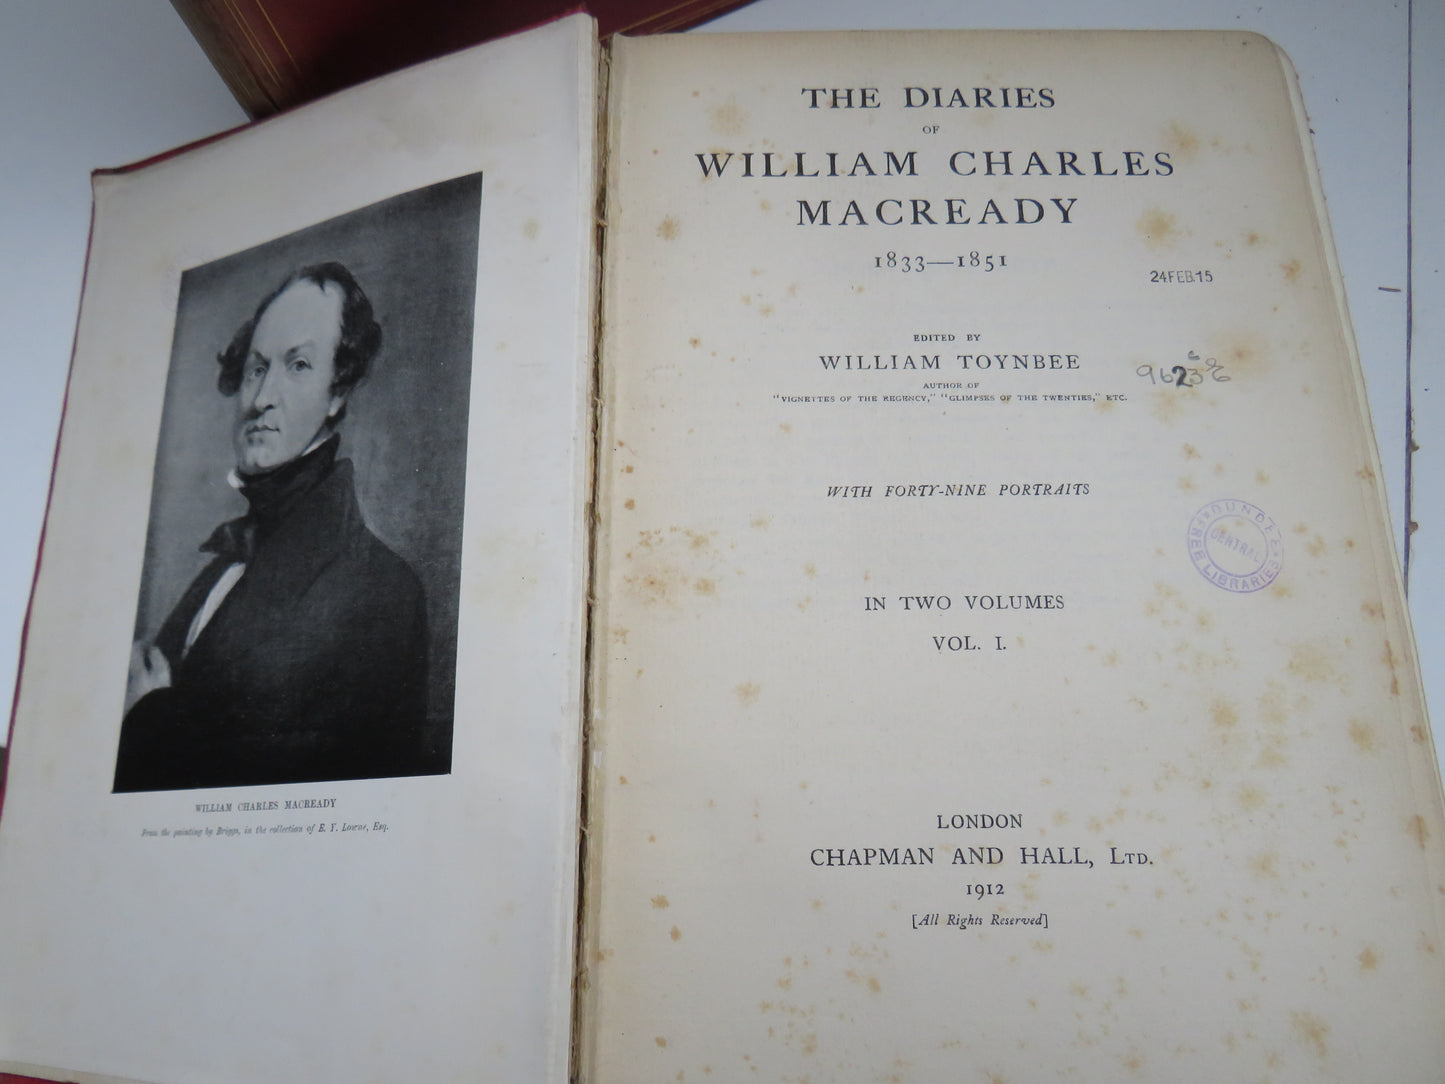 WILLIAM CHARLES MACREADY
From the painting by Briggs, in the collection of E. Y. Lowne, Esq.
THE DIARIES
OF
WILLIAM CHARLES
MACREADY
1833—1851
24 FEB. 15
EDITED BY
WILLIAM TOYNBEE
AUTHOR OF
"VIGNETTES OF THE REGENCY," "GLIMPSES OF THE TWENTIES," ETC.
WITH FORTY-NINE PORTRAITS
DUNDEE
CENTRAL
FREE LIBRARIES
IN TWO VOLUMES
VOL. I.
LONDON
CHAPMAN AND HALL, LTD.
1912
[All Rights Reserved]